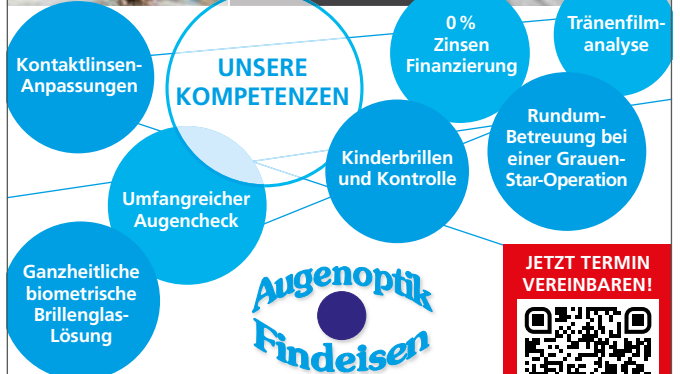 Kontaktlinsen-
Anpassungen
UNSERE
KOMPETENZEN
0 %
Zinsen
Finanzierung
Tränenfilm-
analyse
Kinderbrillen
und Kontrolle
Rundum-
Betreuung bei
einer Grauen-
Star-Operation
Umfangreicher
Augencheck
Ganzheitliche
biometrische
Brillenglas-
Lösung
Augenoptik
Findeisen
JETZT TERMIN
VEREINBAREN!